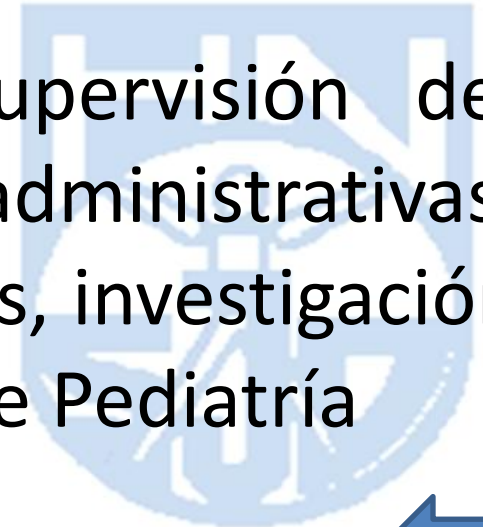 upervisión de
administrativas
s, investigación
e Pediatría